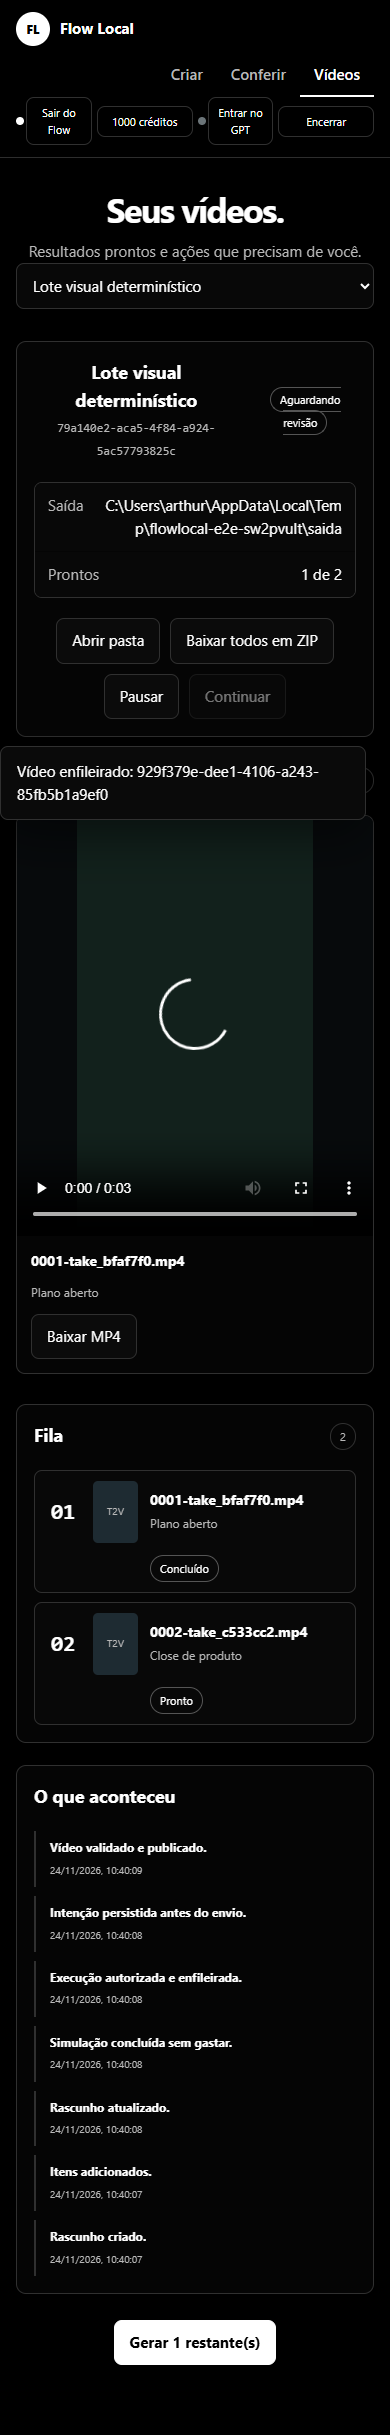 FL
Flow Local
Criar
Conferir
Vídeos
Sair do
Flow
1000 créditos
Entrar no
GPT
Encerrar
Seus vídeos.
Resultados prontos e ações que precisam de você.
Lote visual determinístico
Lote visual
determinístico
79a140e2-aca5-4f84-a924-
5ac57793825c
Aguardando
revisão
Saída
C:\Users\arthur\AppData\Local\Tem
p\flowlocal-e2e-sw2pvult\saida
Prontos
1 de 2
Abrir pasta
Baixar todos em ZIP
Pausar
Continuar
Vídeo enfileirado: 929f379e-dee1-4106-a243-
85fb5b1a9ef0
0:00 / 0:03
0001-take_bfaf7f0.mp4
Plano aberto
Baixar MP4
Fila
2
01
T2V
0001-take_bfaf7f0.mp4
Plano aberto
Concluído
02
T2V
0002-take_c533cc2.mp4
Close de produto
Pronto
O que aconteceu
Vídeo validado e publicado.
24/11/2026, 10:40:09
Intenção persistida antes do envio.
24/11/2026, 10:40:08
Execução autorizada e enfileirada.
24/11/2026, 10:40:08
Simulação concluída sem gastar.
24/11/2026, 10:40:08
Rascunho atualizado.
24/11/2026, 10:40:08
Itens adicionados.
24/11/2026, 10:40:07
Rascunho criado.
24/11/2026, 10:40:07
Gerar 1 restante(s)